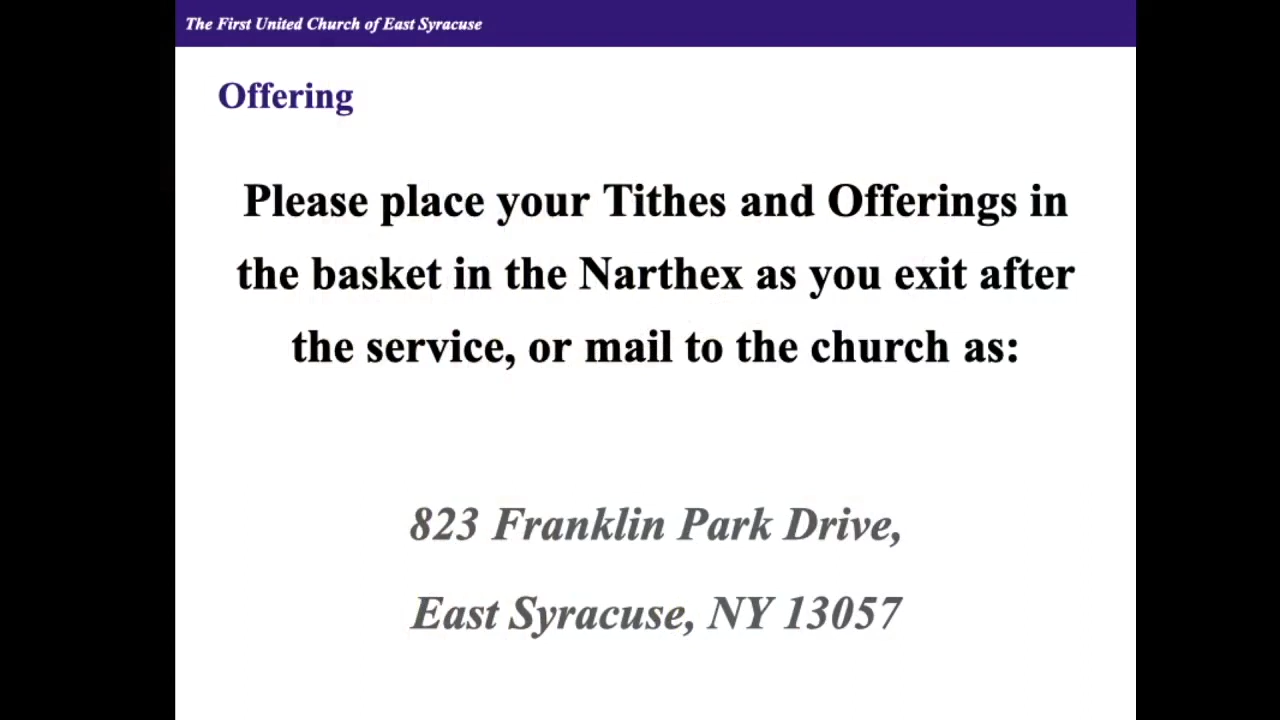 The First United Church of East Syracuse
Offering
Please place your Tithes and Offerings in
the basket in the Narthex as you exit after
the service, or mail to the church as:
823 Franklin Park Drive,
East Syracuse, NY 13057